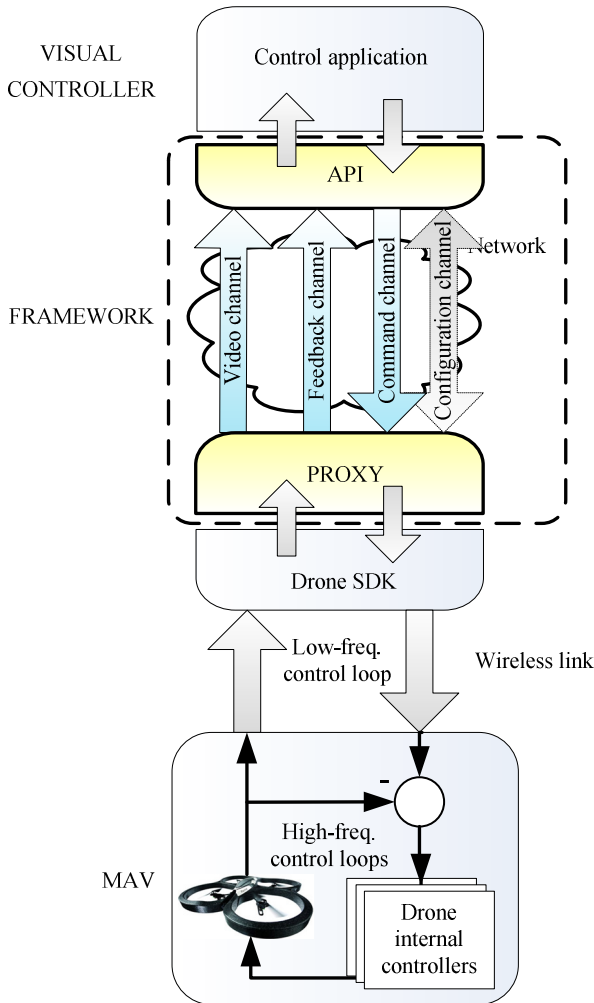 VISUAL
CONTROLLER
Control application
API
Network
FRAMEWORK
Video channel
Feedback channel
Command channel
Configuration channel
PROXY
Drone SDK
Low-freq.
control loop
Wireless link
-
High-freq.
control loops
MAV
Drone
internal
controllers